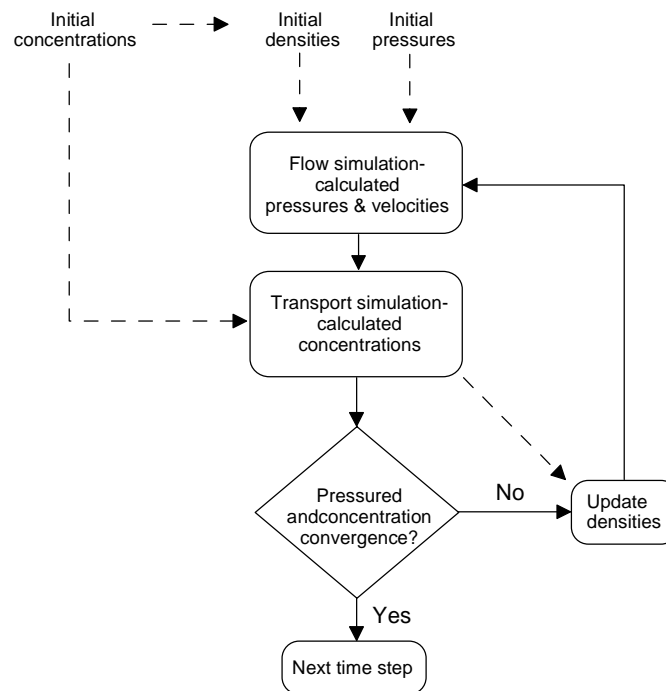 Initial
concentrations
Initial
densities
Initial
pressures
Flow simulation-
calculated
pressures & velocities
Transport simulation-
calculated
concentrations
Pressured
andconcentration
convergence?
No
Update
densities
Yes
Next time step